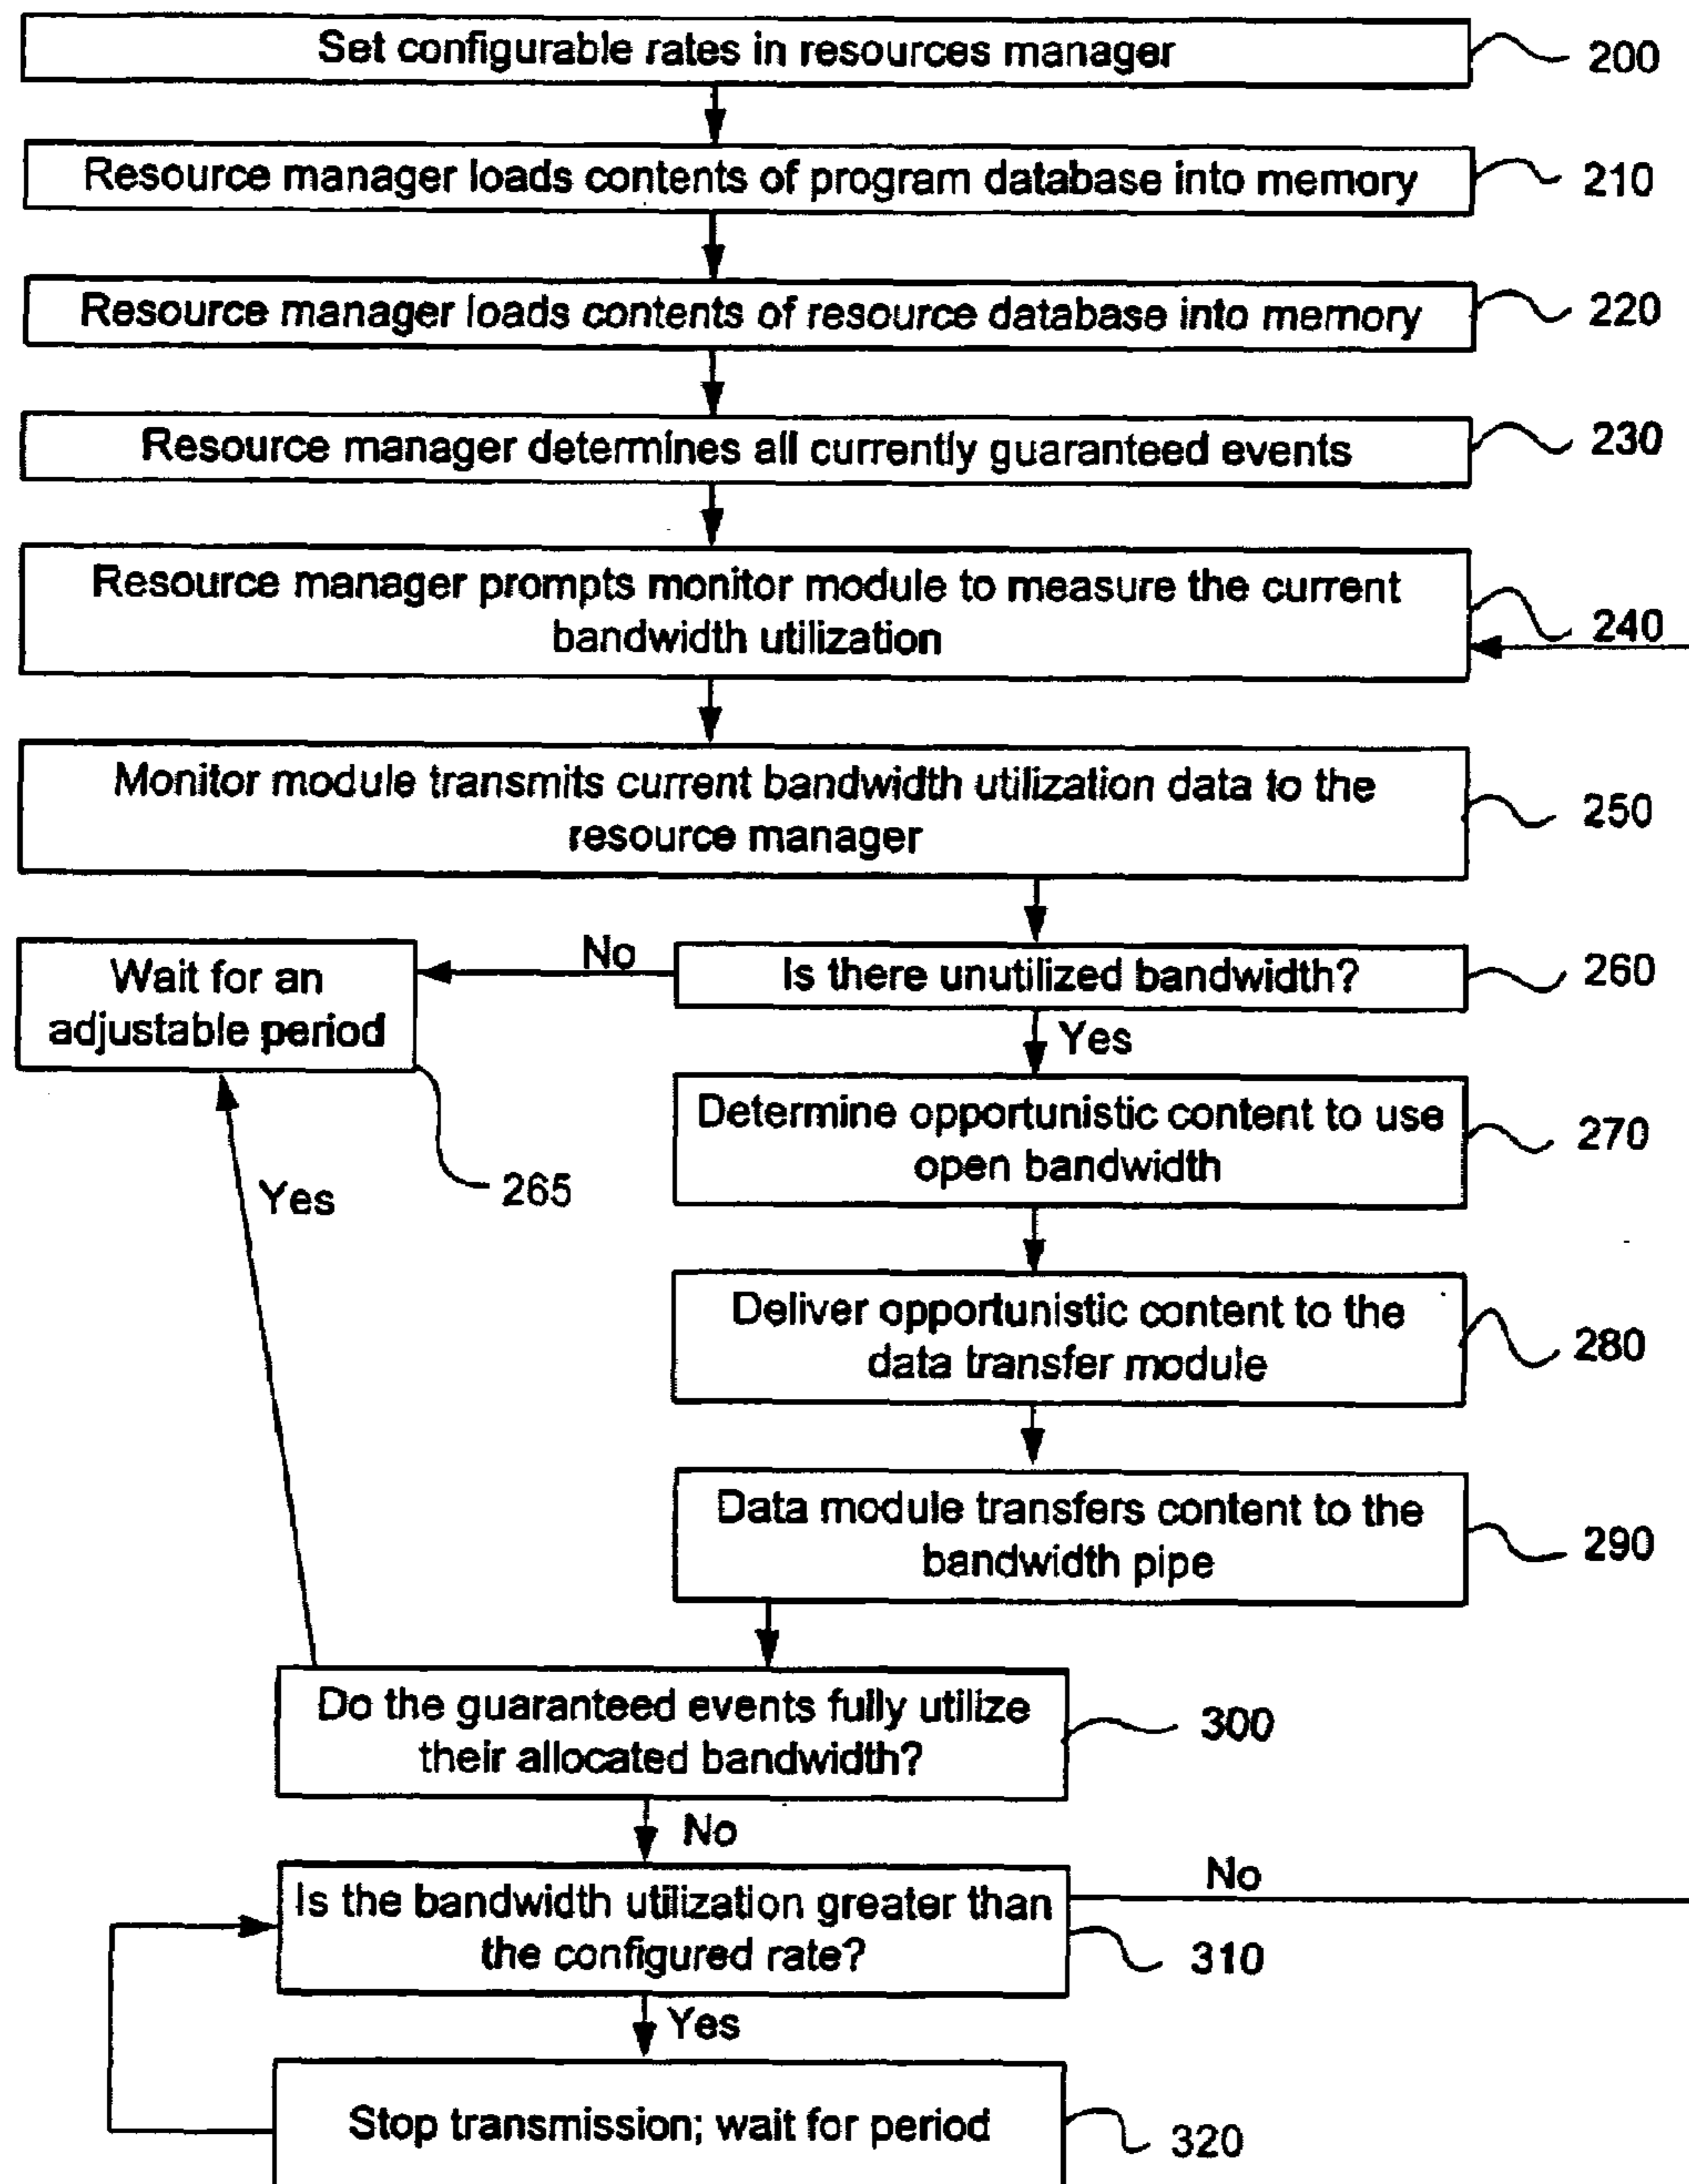 Set configurable rates in resources manager
200
Resource manager loads contents of program database into memory
210
Resource manager loads contents of resource database into memory
220
Resource manager determines all currently guaranteed events
230
Resource manager prompts monitor module to measure the current
bandwidth utilization
240
Monitor module transmits current bandwidth utilization data to the
resource manager
250
Wait for an
adjustable period
265
No
Is there unutilized bandwidth?
260
Yes
Determine opportunistic content to use
open bandwidth
270
Yes
Deliver opportunistic content to the
data transfer module
280
Data module transfers content to the
bandwidth pipe
290
Do the guaranteed events fully utilize
their allocated bandwidth?
300
No
Is the bandwidth utilization greater than
the configured rate?
310
No
Yes
Stop transmission; wait for period
320